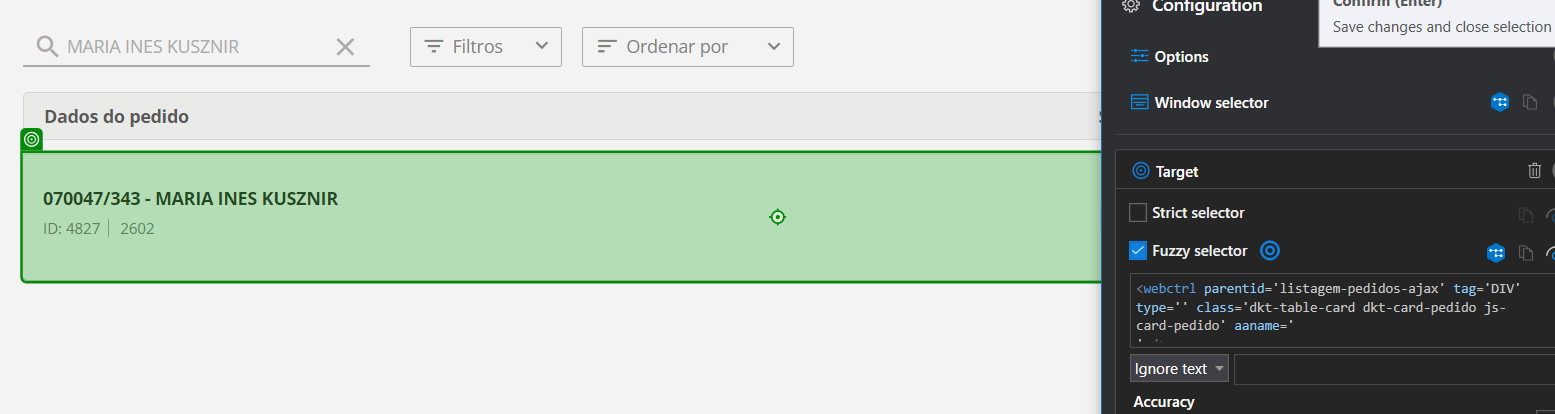 MARIA INES KUSZNIR
Filtros
Ordenar por
Dados do pedido
070047/343 - MARIA INES KUSZNIR
ID: 4827 | 2602
Configuration
Confirm (Enter)
Save changes and close selection
Options
Window selector
Target
Strict selector
Fuzzy selector
<webctrl parentid='listagem-pedidos-ajax' tag='DIV'
type='' class='dkt-table-card dkt-card-pedido js-
card-pedido' aaname='
Ignore text
Accuracy